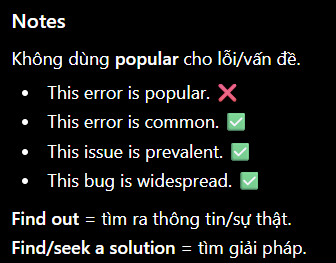 Notes
Không dùng popular cho lỗi/vấn đề.
• This error is popular. ❌
• This error is common. ✅
• This issue is prevalent. ✅
• This bug is widespread. ✅
Find out = tìm ra thông tin/sự thật.
Find/seek a solution = tìm giải pháp.